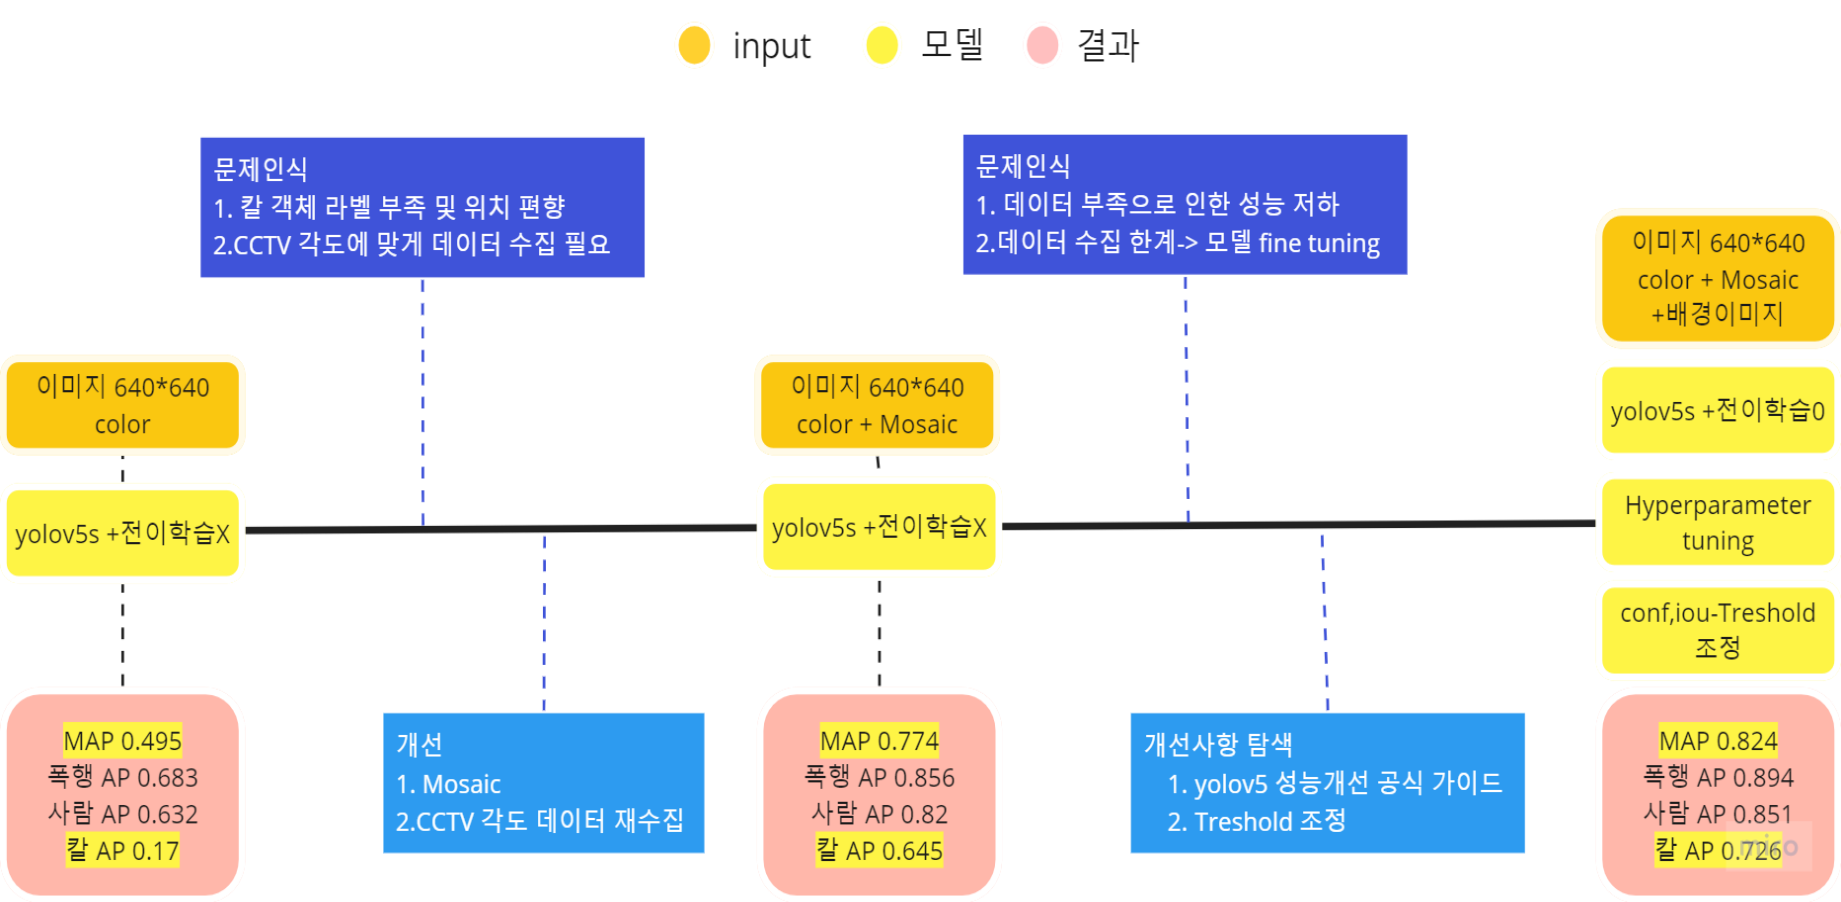 input
모델
결과
문제인식
1. 칼 객체 라벨 부족 및 위치 편향
2.CCTV 각도에 맞게 데이터 수집 필요
문제인식
1. 데이터 부족으로 인한 성능 저하
2.데이터 수집 한계-> 모델 fine tuning
이미지 640*640
color
yolov5s +전이학습X
MAP 0.495
폭행 AP 0.683
사람 AP 0.632
칼 AP 0.17
개선
1. Mosaic
2.CCTV 각도 데이터 재수집
이미지 640*640
color + Mosaic
yolov5s +전이학습X
MAP 0.774
폭행 AP 0.856
사람 AP 0.82
칼 AP 0.645
개선사항 탐색
1. yolov5 성능개선 공식 가이드
2. Treshold 조정
이미지 640*640
color + Mosaic
+배경이미지
yolov5s +전이학습0
Hyperparameter
tuning
conf,iou-Treshold
조정
MAP 0.824
폭행 AP 0.894
사람 AP 0.851
칼 AP 0.726
miro